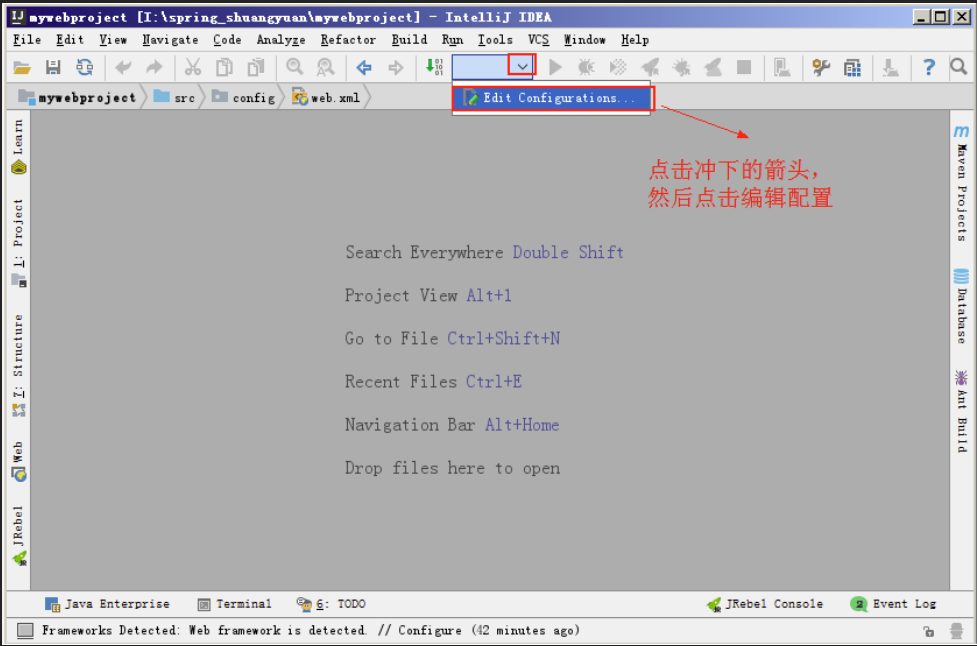 mywebproject [I:\spring_shuangyuan\mywebproject] - IntelliJ IDEA
File Edit View Navigate Code Analyze Refactor Build Run Tools VCS Window Help
mywebproject src config web.xml
Edit Configurations...
点击冲下的箭头,
然后点击编辑配置
Learn
1: Project
7: Structure
Web
JRebel
Search Everywhere Double Shift
Project View Alt+1
Go to File Ctrl+Shift+N
Recent Files Ctrl+E
Navigation Bar Alt+Home
Drop files here to open
Maven Projects
Database
Ant Build
Java Enterprise Terminal 6: TODO JRebel Console 2 Event Log
Frameworks Detected: Web framework is detected. // Configure (42 minutes ago)